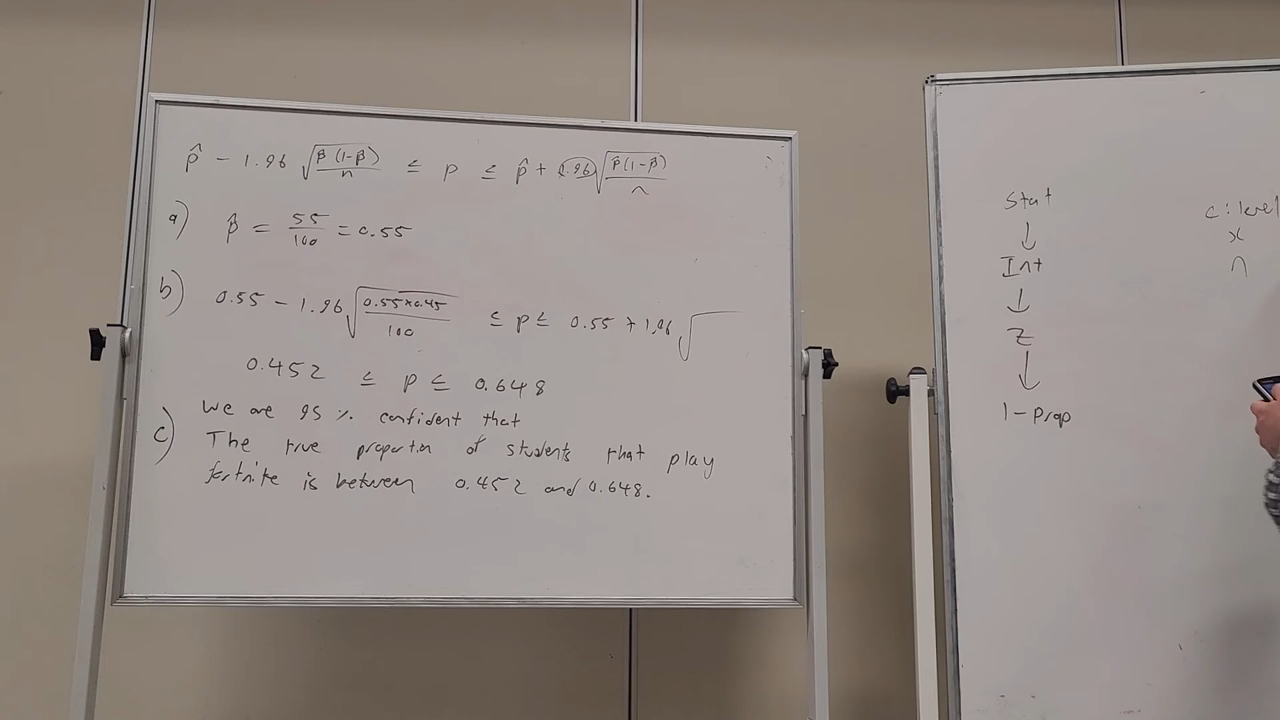 p̂ - 1.96 √(p̂(1-p̂)/n) ≤ p ≤ p̂ + 1.96 √(p̂(1-p̂)/n)
a) p̂ = 55/100 = 0.55
b) 0.55 - 1.96 √(0.55×0.45/100) ≤ p ≤ 0.55 + 1.96 √
0.452 ≤ p ≤ 0.648
c) We are 95% confident that
The true proportion of students that play
fortnite is between 0.452 and 0.648.
Stat
↓
Int
↓
Z
↓
1-prop
c: level
x
n